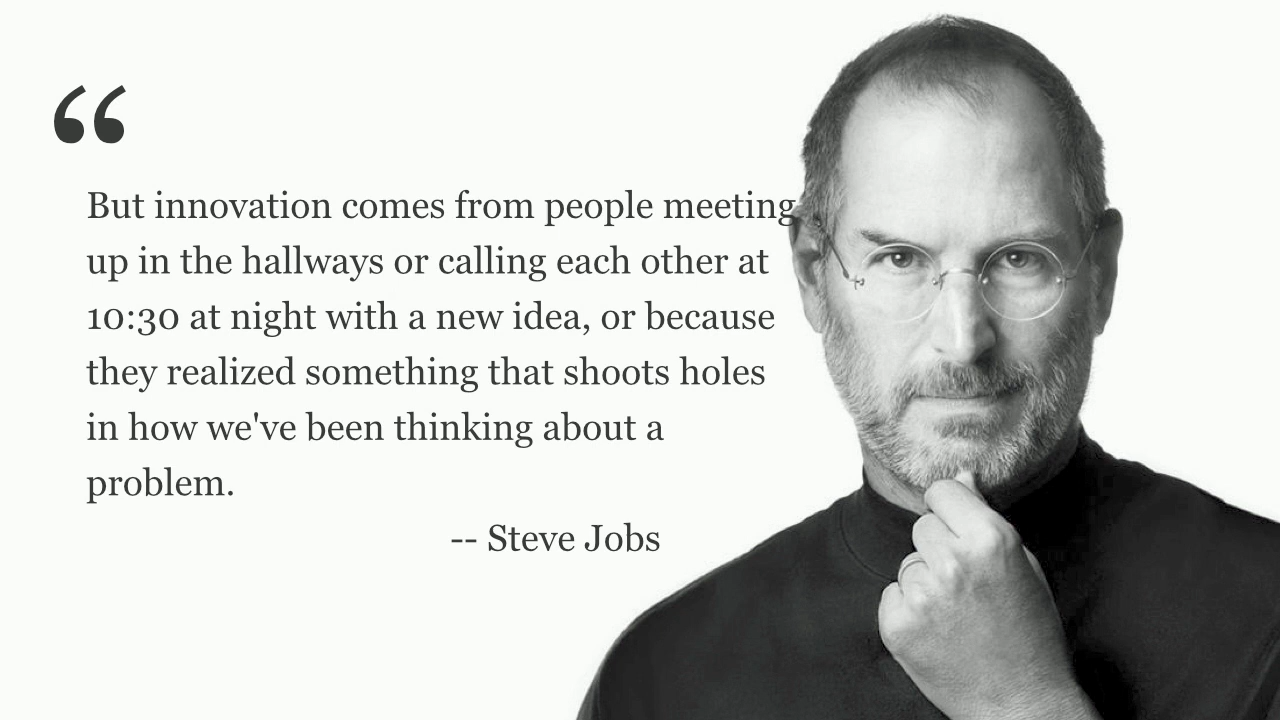 “
But innovation comes from people meeting
up in the hallways or calling each other at
10:30 at night with a new idea, or because
they realized something that shoots holes
in how we've been thinking about a
problem.
-- Steve Jobs